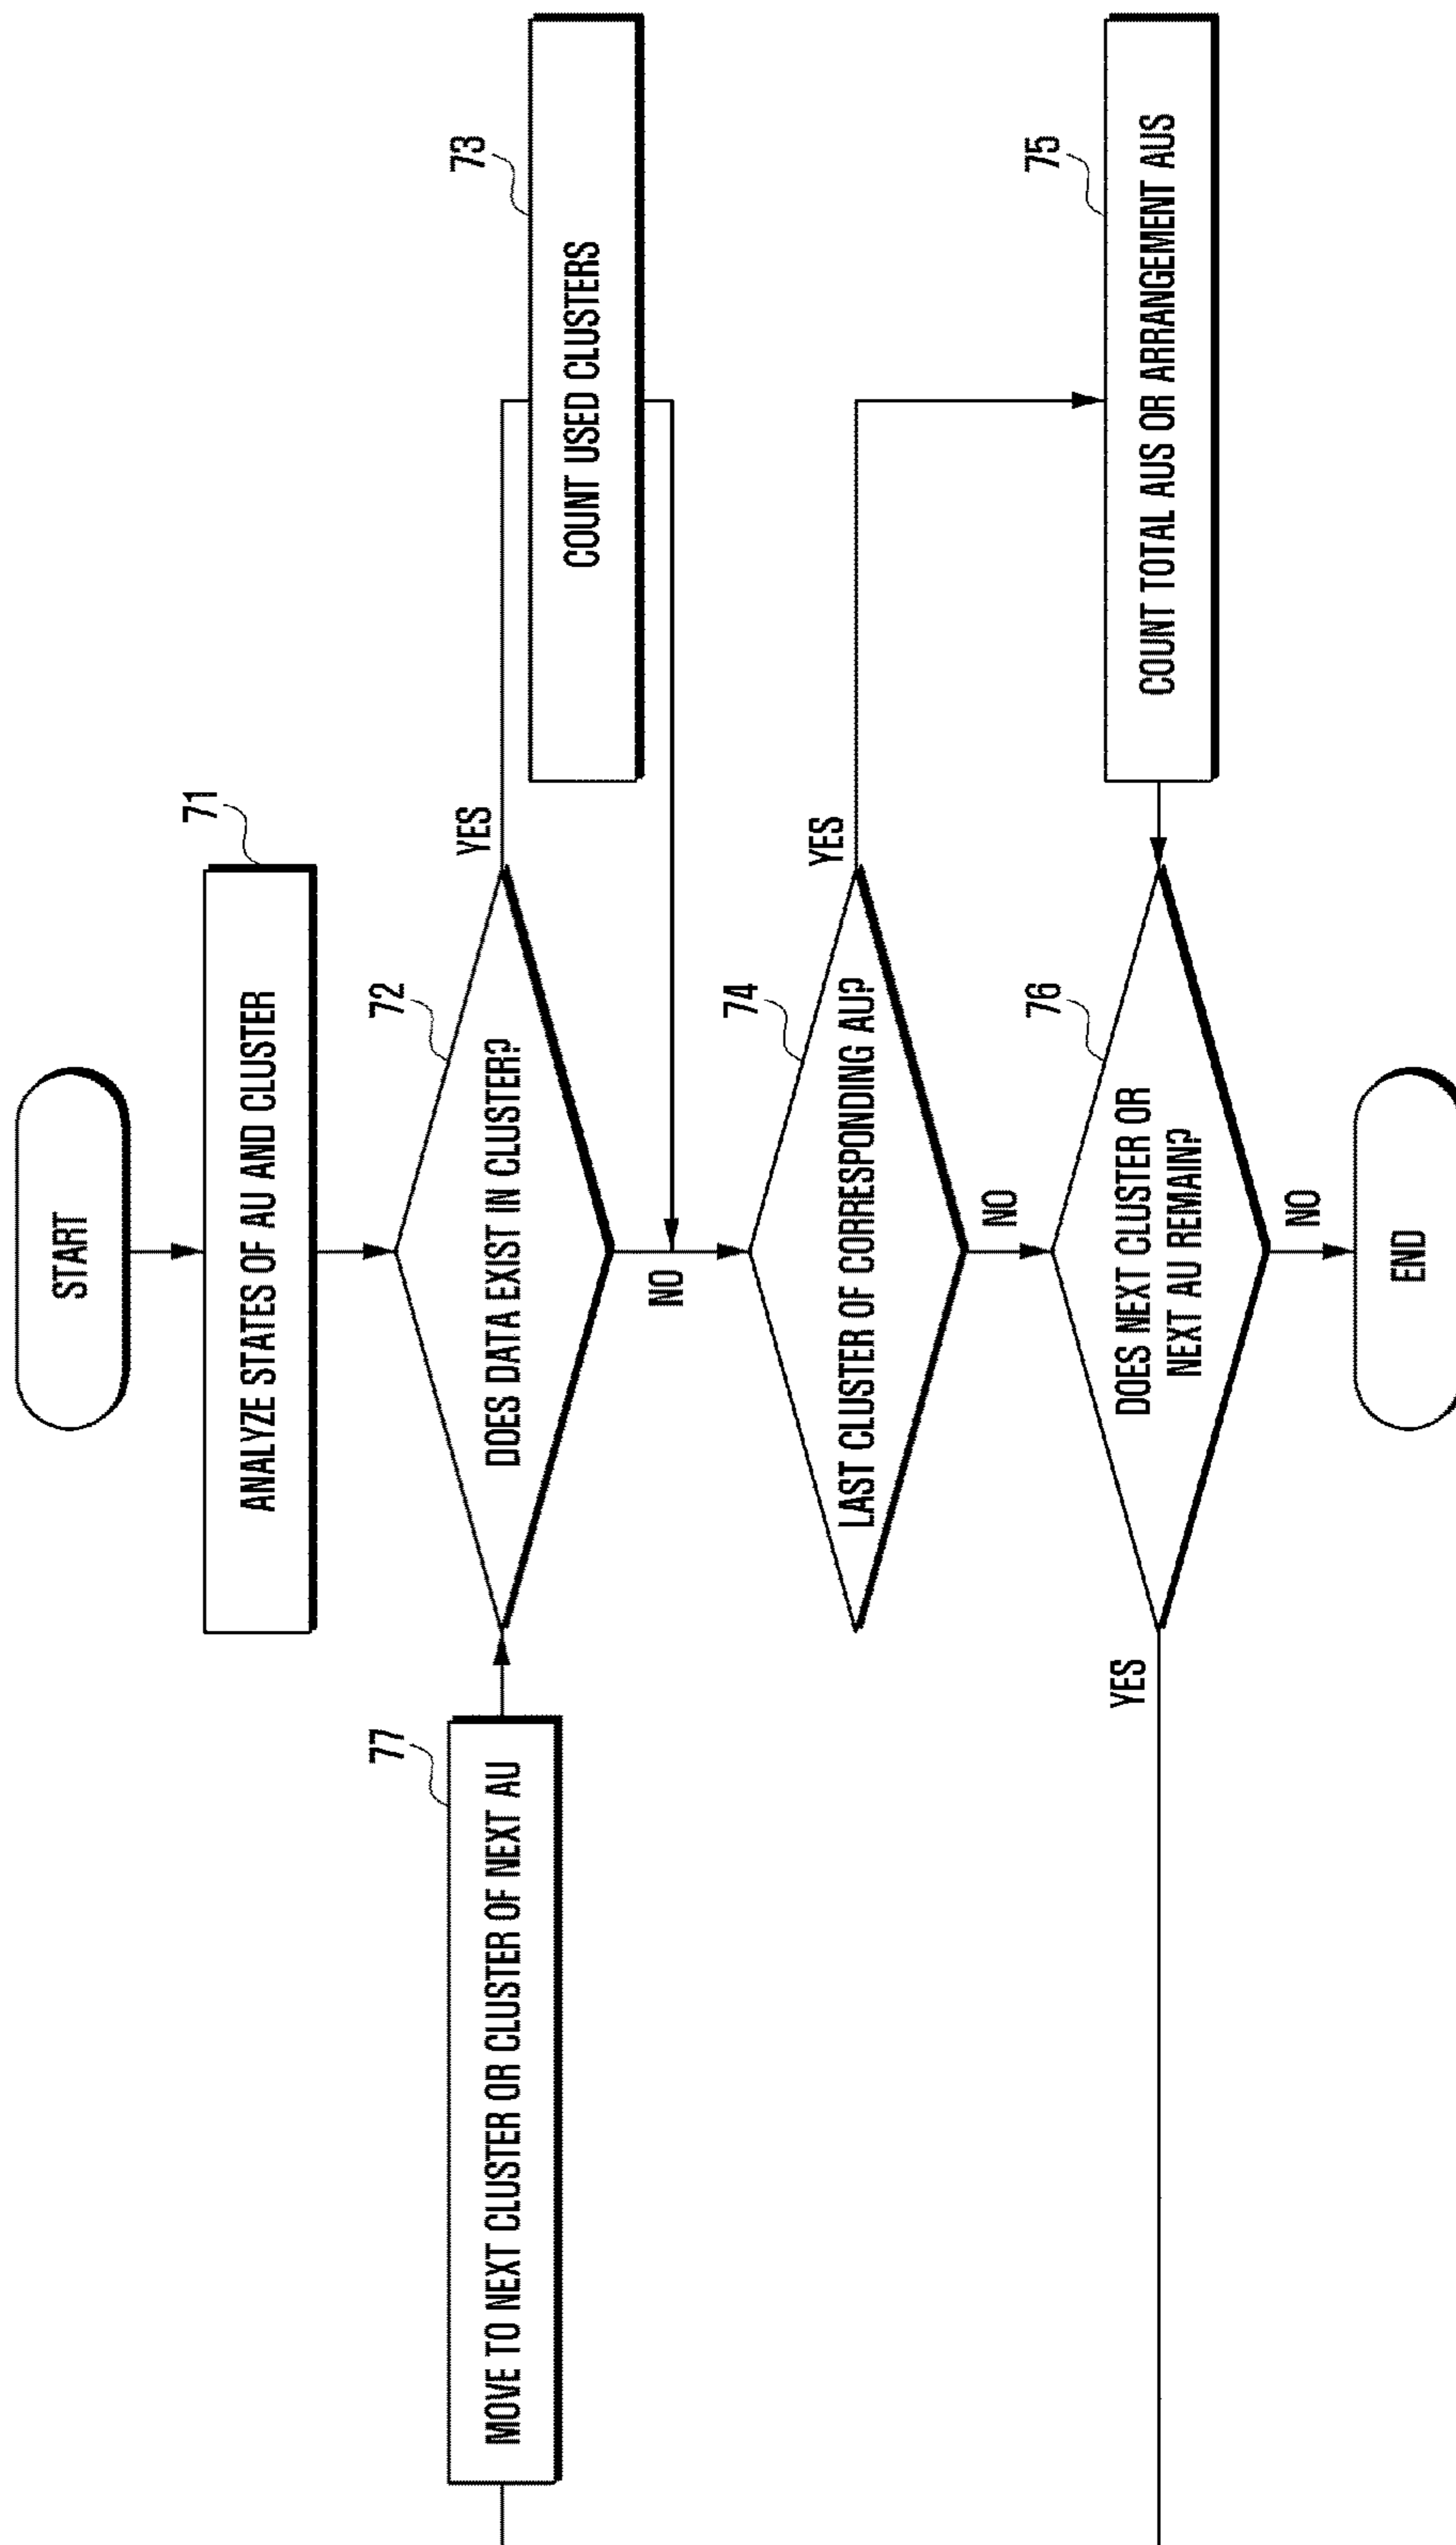 START
71
ANALYZE STATES OF AU AND CLUSTER
77
MOVE TO NEXT CLUSTER OR CLUSTER OF NEXT AU
72
DOES DATA EXIST IN CLUSTER?
YES
73
COUNT USED CLUSTERS
NO
74
LAST CLUSTER OF CORRESPONDING AU?
YES
75
COUNT TOTAL AUS OR ARRANGEMENT AUS
NO
76
DOES NEXT CLUSTER OR
NEXT AU REMAIN?
YES
NO
END